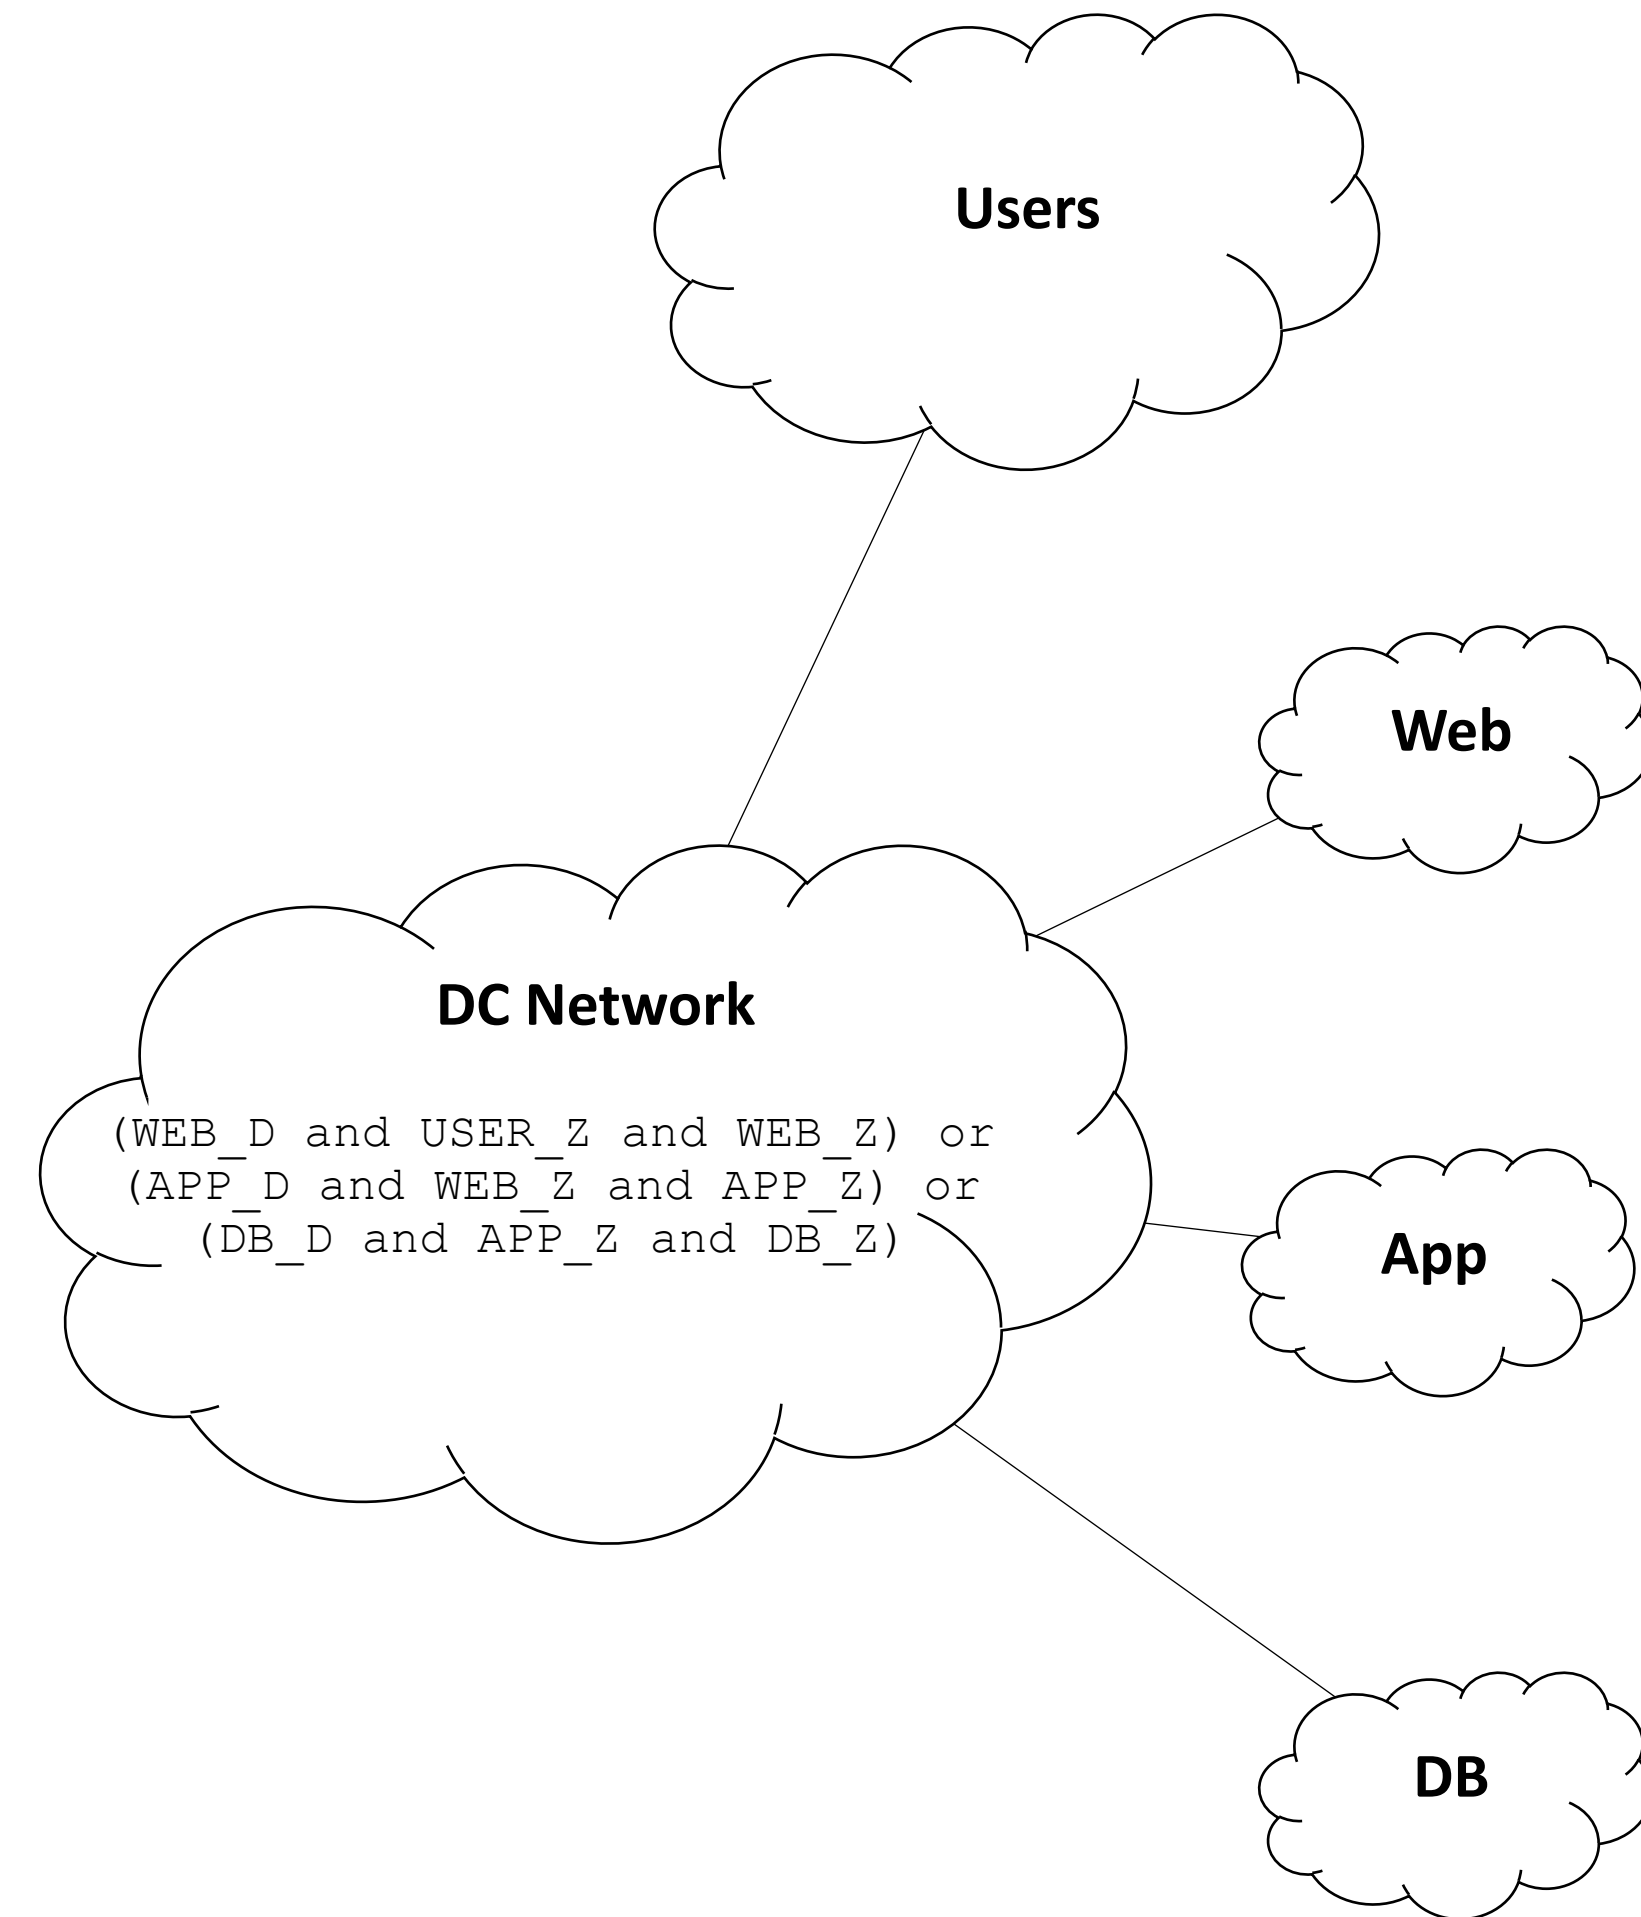 Users
Web
DC Network
(WEB_D and USER_Z and WEB_Z) or
(APP_D and WEB_Z and APP_Z) or
(DB_D and APP_Z and DB_Z)
App
DB